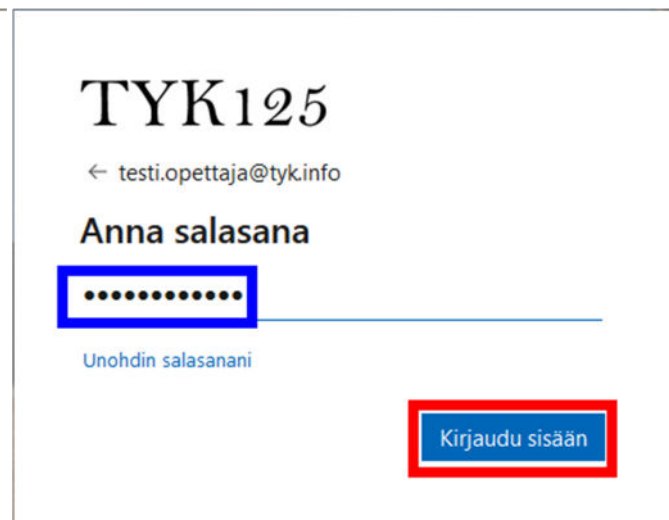 TYK125
← testi.opettaja@tyk.info
Anna salasana
••••••••••••
Unohdin salasanani
Kirjaudu sisään